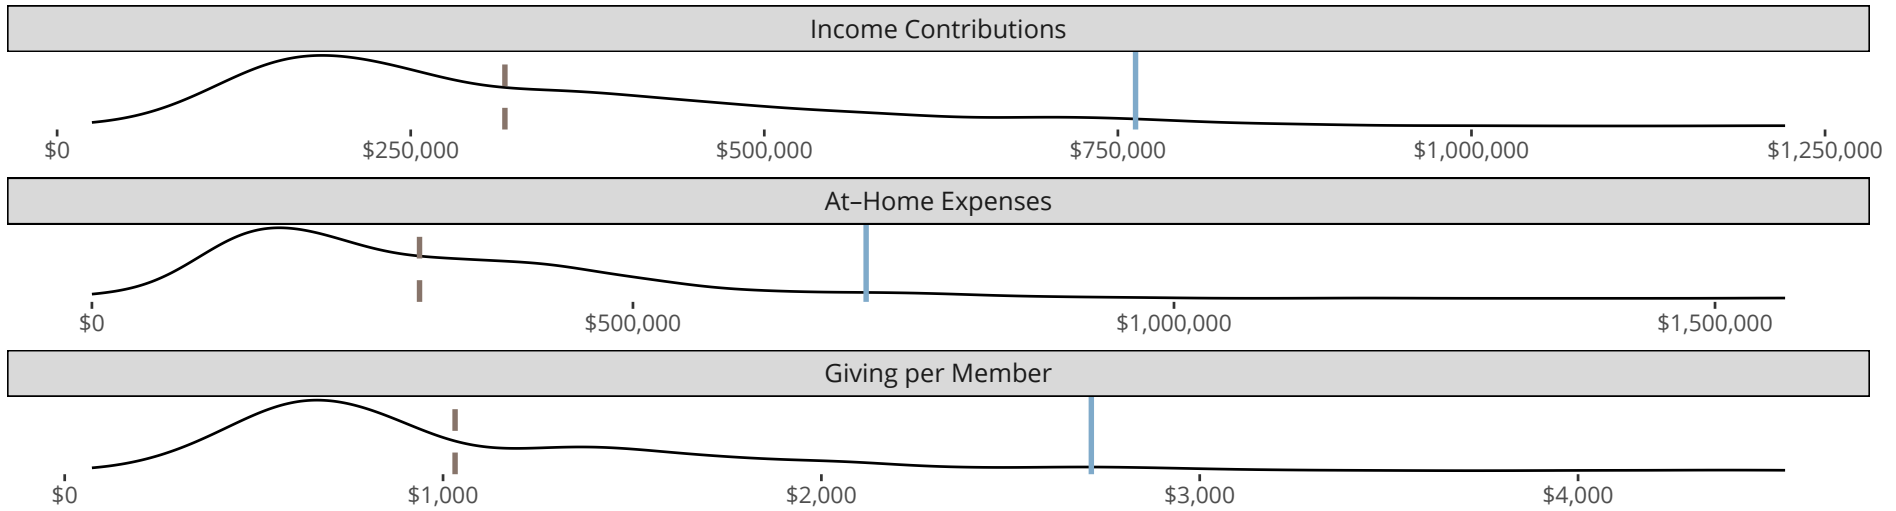 Income Contributions
$0 $250,000 $500,000 $750,000 $1,000,000 $1,250,000
At–Home Expenses
$0 $500,000 $1,000,000 $1,500,000
Giving per Member
$0 $1,000 $2,000 $3,000 $4,000